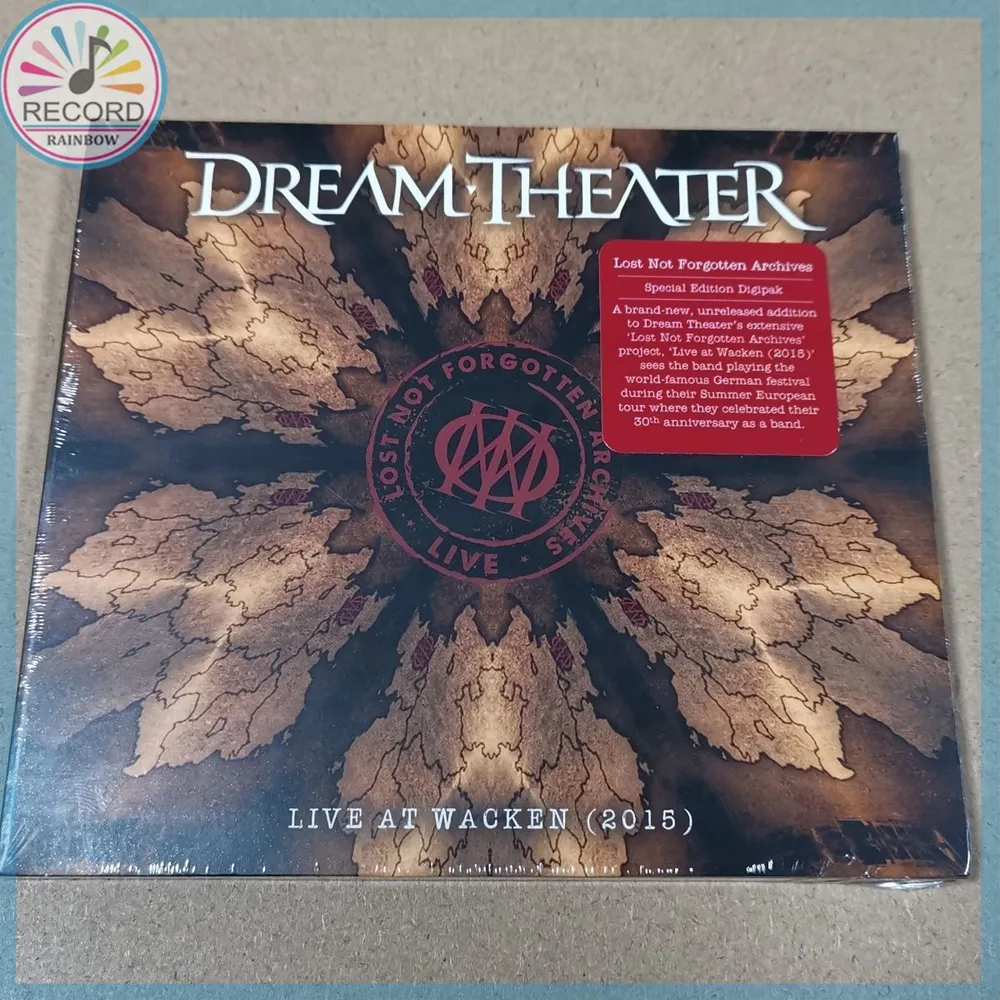 RECORD
RAINBOW
DREAM THEATER
Lost Not Forgotten Archives
Special Edition Digipak
A brand-new, unreleased addition
to Dream Theater's extensive
'Lost Not Forgotten Archives'
project, 'Live at Wacken (2015)'
sees the band playing the
world-famous German festival
during their Summer European
tour where they celebrated their
30th anniversary as a band.
LOST NOT FORGOTTEN ARCHIVES
LIVE
LIVE AT WACKEN (2015)